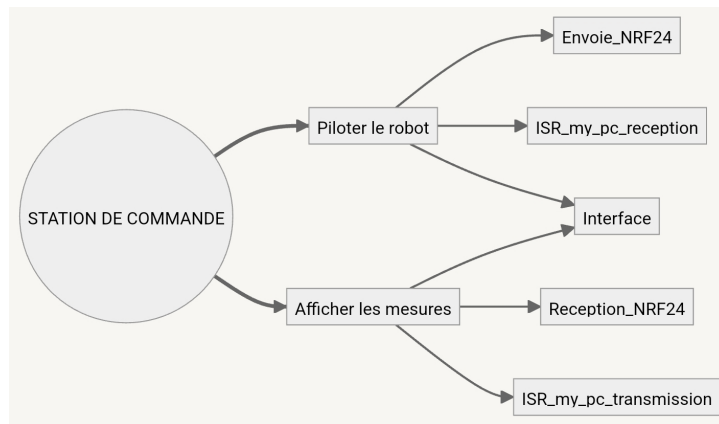 Envoie_NRF24
Piloter le robot
ISR_my_pc_reception
STATION DE COMMANDE
Interface
Afficher les mesures
Reception_NRF24
ISR_my_pc_transmission